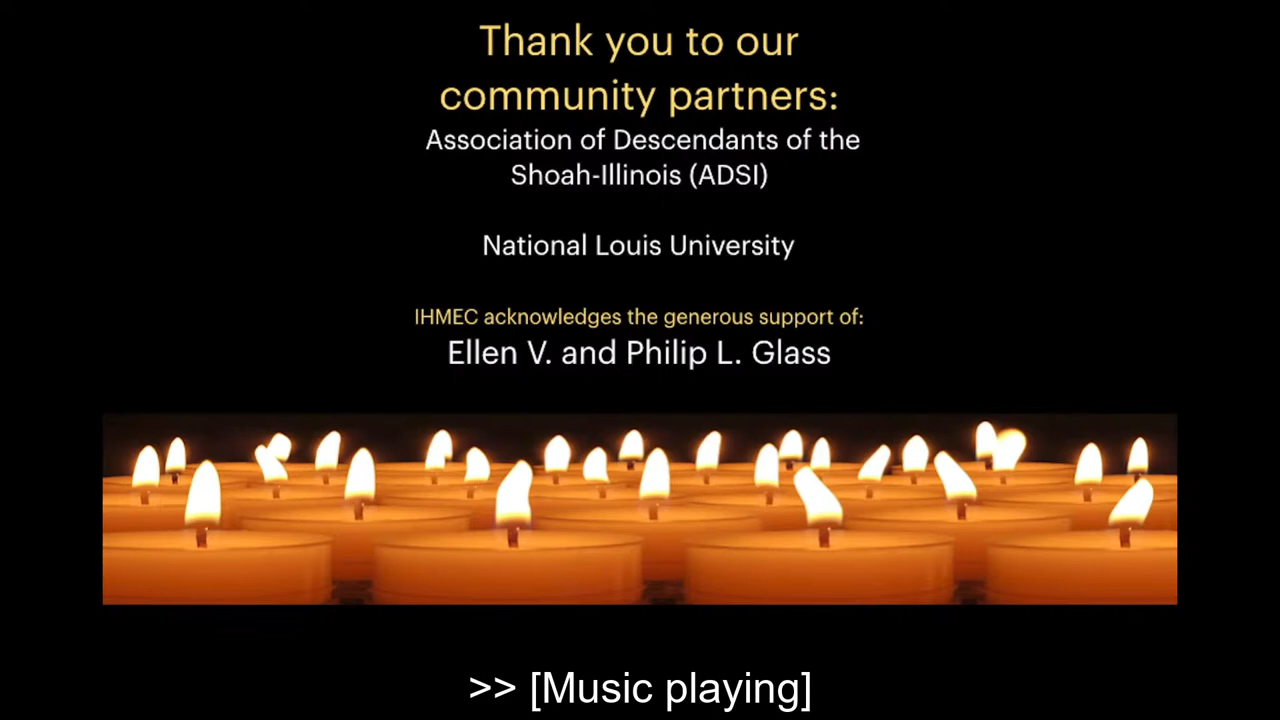 Thank you to our
community partners:
Association of Descendants of the
Shoah-Illinois (ADSI)
National Louis University
IHMEC acknowledges the generous support of:
Ellen V. and Philip L. Glass
>> [Music playing]